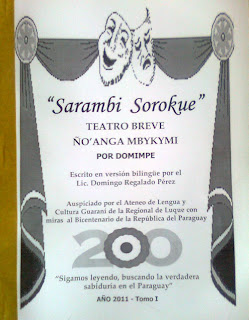 “Sarambi Sorokue”
TEATRO BREVE
ÑO’ANGA MBYKYMI
POR DOMIMPE
Escrito en versión bilingüe por el
Lic. Domingo Regalado Pérez
Auspiciado por el Ateneo de Lengua y
Cultura Guaraní de la Regional de Luque con
miras al Bicentenario de la República del Paraguay
200
“Sigamos leyendo, buscando la verdadera
sabiduría en el Paraguay”
AÑO 2011 - Tomo I